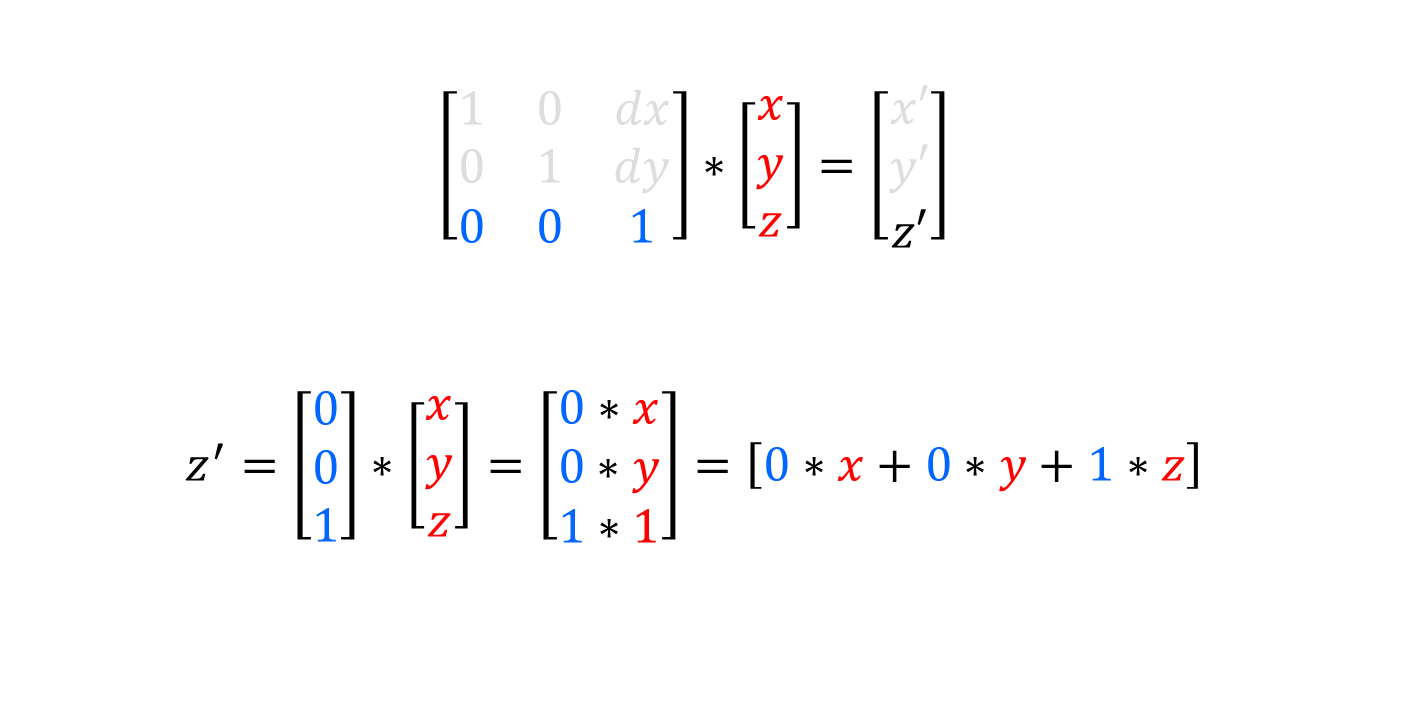 [1 0 dx] * [x] = [x′]
[0 1 dy] [y] [y′]
[0 0 1] [z] [z′]
z′ = [0] * [x] = [0 * x] = [0 * x + 0 * y + 1 * z]
[0] [y] [0 * y]
[1] [z] [1 * 1]